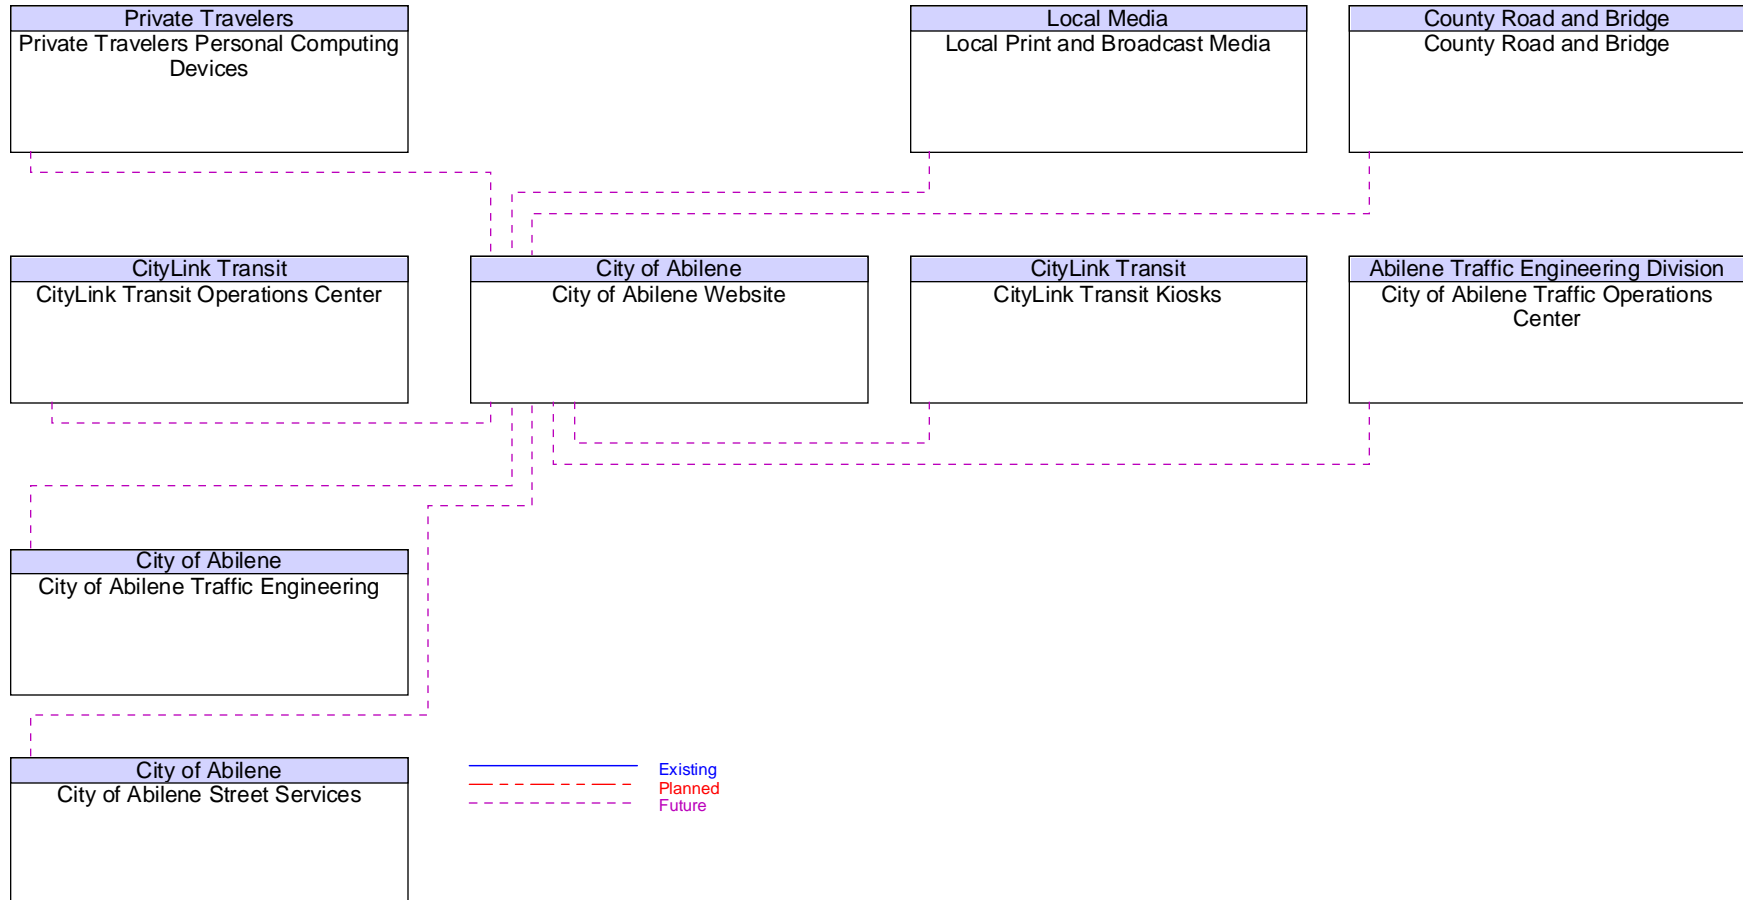 Private Travelers
Private Travelers Personal Computing
Devices
Local Media
Local Print and Broadcast Media
County Road and Bridge
County Road and Bridge
CityLink Transit
CityLink Transit Operations Center
City of Abilene
City of Abilene Website
CityLink Transit
CityLink Transit Kiosks
Abilene Traffic Engineering Division
City of Abilene Traffic Operations
Center
City of Abilene
City of Abilene Traffic Engineering
City of Abilene
City of Abilene Street Services
Existing
Planned
Future